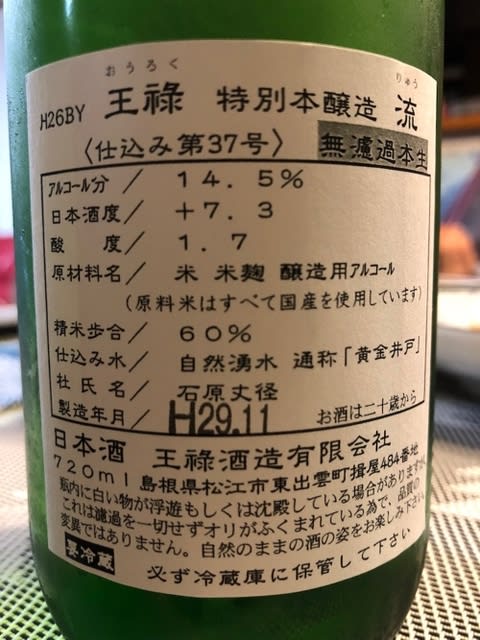 おうろく りゅう
H26BY 王祿 特別本醸造 流
〈仕込み第37号〉 無濾過本生
アルコール分／ 14.5％
日本酒度／ +7.3
酸度／ 1.7
原材料名／ 米 米麹 醸造用アルコール
（原料米はすべて国産を使用しています）
精米歩合／ 60％
仕込み水／ 自然湧水 通称「黄金井戸」
杜氏名／ 石原丈径
製造年月／ H29.11 お酒は二十歳から
日本酒 王祿酒造有限会社
720ml 島根県松江市東出雲町揖屋484番地
瓶内に白い物が浮遊もしくは沈殿している場合がありますが、
これは濾過を一切せずオリがふくまれている為で、品質の
変異ではありません。自然のままの酒の姿をお楽しみ下さい。
要冷蔵 必ず冷蔵庫に保管して下さい